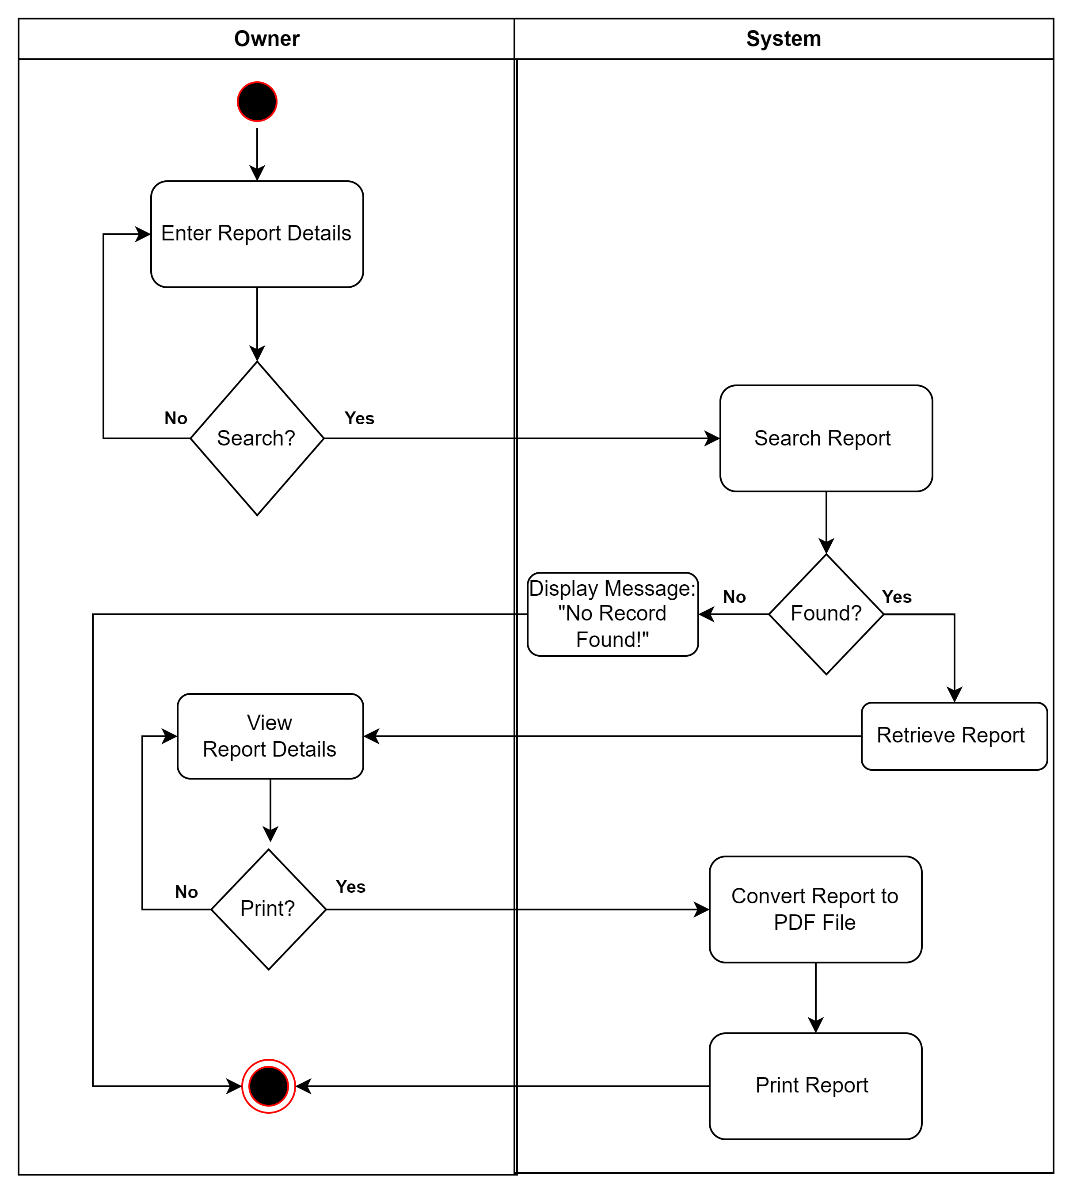 Owner
System
Enter Report Details
No
Yes
Search?
Search Report
Display Message:
"No Record
Found!"
No
Yes
Found?
View
Report Details
Retrieve Report
No
Yes
Print?
Convert Report to
PDF File
Print Report